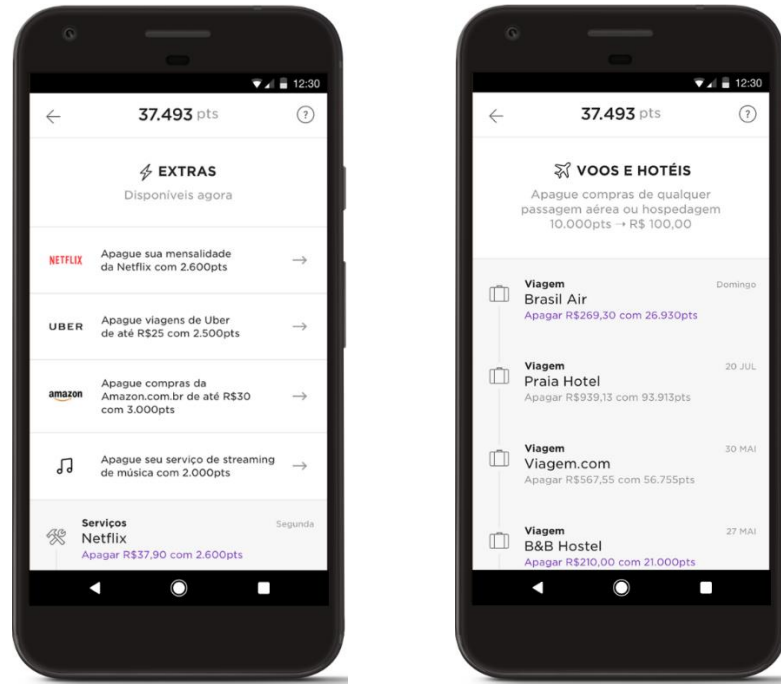 12:30
37.493 pts
?
EXTRAS
Disponíveis agora
NETFLIX
Apague sua mensalidade
da Netflix com 2.600pts
UBER
Apague viagens de Uber
de até R$25 com 2.500pts
amazon
Apague compras da
Amazon.com.br de até R$30
com 3.000pts
Apague seu serviço de streaming
de música com 2.000pts
Serviços
Segunda
Netflix
Apagar R$37,90 com 2.600pts
12:30
37.493 pts
?
VOOS E HOTÉIS
Apague compras de qualquer
passagem aérea ou hospedagem
10.000pts → R$ 100,00
Viagem
Domingo
Brasil Air
Apagar R$269,30 com 26.930pts
Viagem
20 JUL
Praia Hotel
Apagar R$939,13 com 93.913pts
Viagem
30 MAI
Viagem.com
Apagar R$567,55 com 56.755pts
Viagem
27 MAI
B&B Hostel
Apagar R$210,00 com 21.000pts